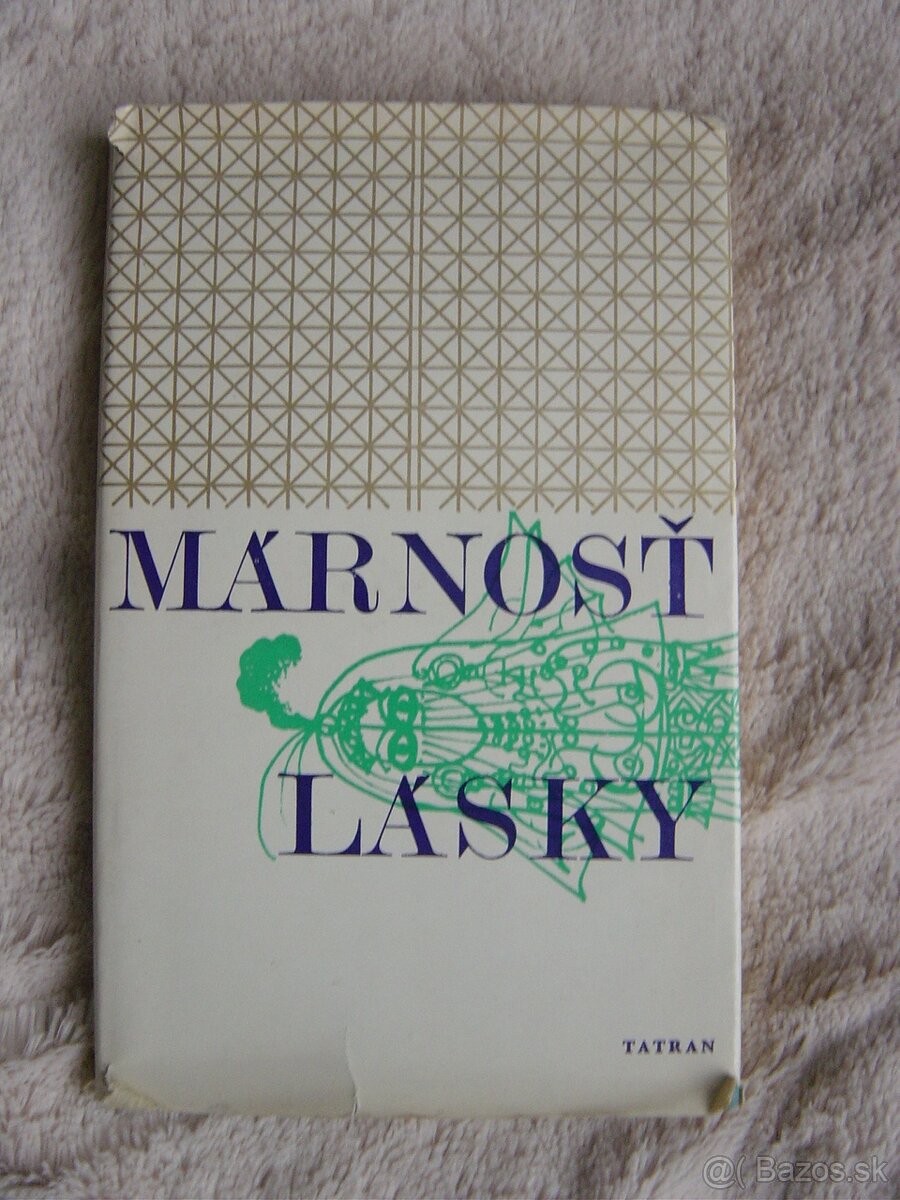 MÁRNOSŤ
LÁSKY
TATRAN
@( Bazos.sk